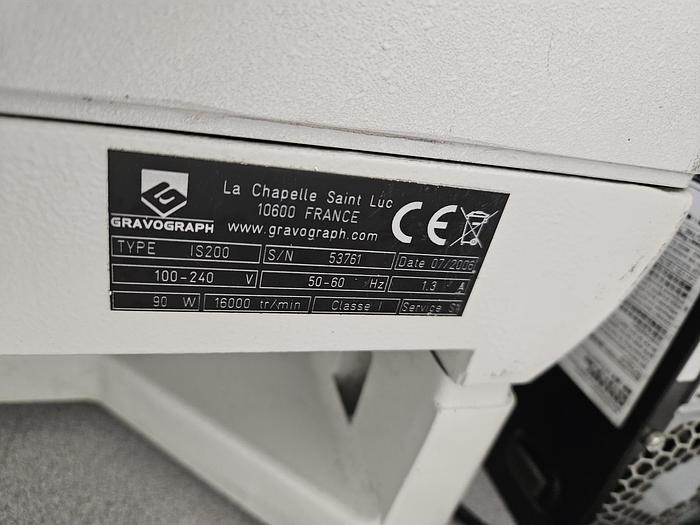 GRAVOGRAPH
La Chapelle Saint Luc
10600 FRANCE
www.gravograph.com
CE
TYPE IS200 S/N 53761 Date 07/2006
100-240 V 50-60 Hz 1.3 A
90 W 16000 tr/min Classe I Service S1